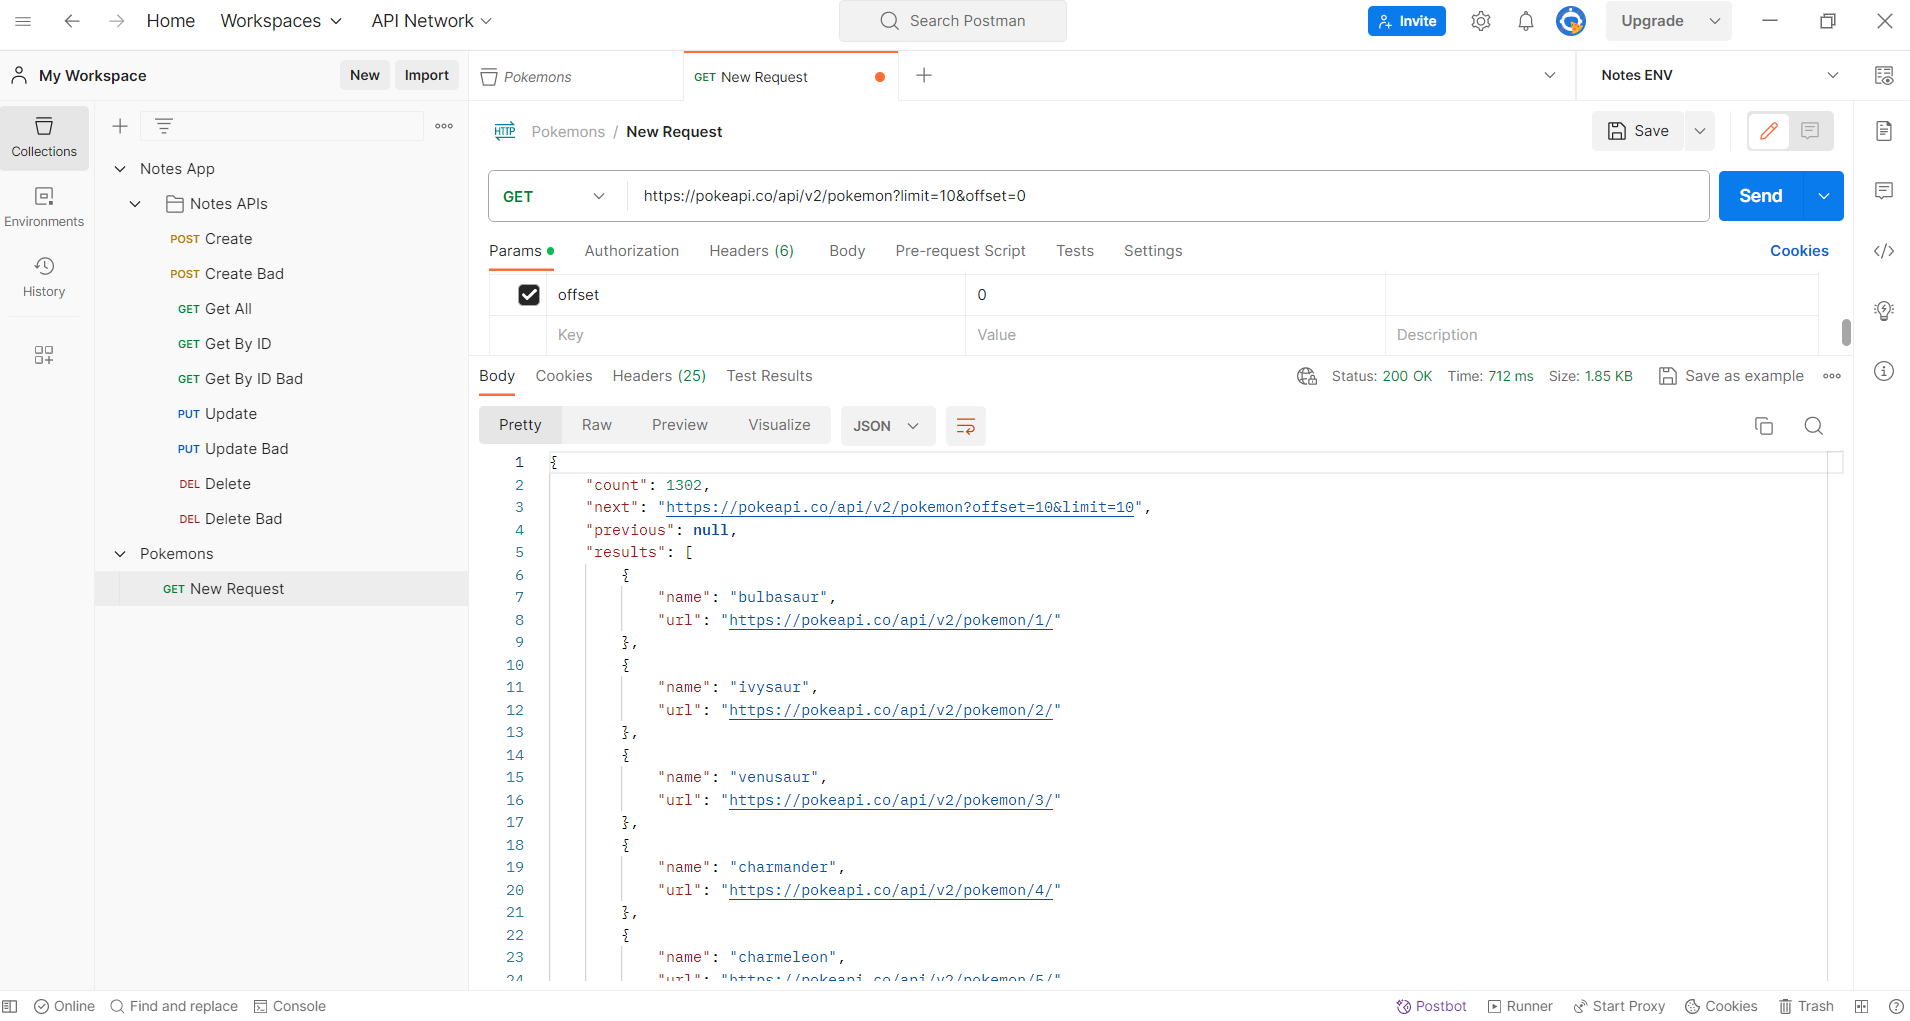 Home Workspaces API Network Search Postman Invite Upgrade
My Workspace New Import Pokemons GET New Request Notes ENV
Collections
Environments
History
Notes App
Notes APIs
POST Create
POST Create Bad
GET Get All
GET Get By ID
GET Get By ID Bad
PUT Update
PUT Update Bad
DEL Delete
DEL Delete Bad
Pokemons
GET New Request
HTTP Pokemons / New Request Save
GET https://pokeapi.co/api/v2/pokemon?limit=10&offset=0 Send
Params Authorization Headers (6) Body Pre-request Script Tests Settings Cookies
offset 0
Key Value Description
Body Cookies Headers (25) Test Results Status: 200 OK Time: 712 ms Size: 1.85 KB Save as example
Pretty Raw Preview Visualize JSON
1 {
2 "count": 1302,
3 "next": "https://pokeapi.co/api/v2/pokemon?offset=10&limit=10",
4 "previous": null,
5 "results": [
6 {
7 "name": "bulbasaur",
8 "url": "https://pokeapi.co/api/v2/pokemon/1/"
9 },
10 {
11 "name": "ivysaur",
12 "url": "https://pokeapi.co/api/v2/pokemon/2/"
13 },
14 {
15 "name": "venusaur",
16 "url": "https://pokeapi.co/api/v2/pokemon/3/"
17 },
18 {
19 "name": "charmander",
20 "url": "https://pokeapi.co/api/v2/pokemon/4/"
21 },
22 {
23 "name": "charmeleon",
24 "url": "https://pokeapi.co/api/v2/pokemon/5/"
Online Find and replace Console Postbot Runner Start Proxy Cookies Trash